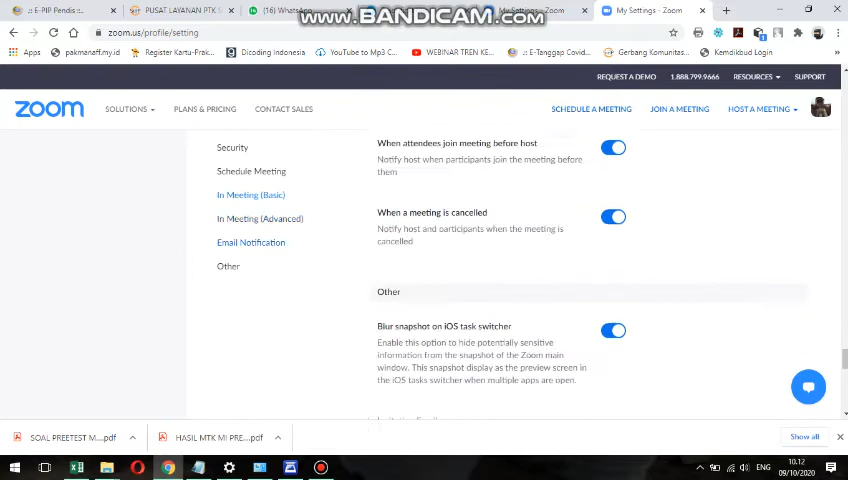 E-PIP Pendis ::.
PUSAT LAYANAN PTK S
(16) WhatsApp
www.BANDICAM.com
My Settings - Zoom
My Settings - Zoom
zoom.us/profile/setting
Apps
pakmanaff.my.id
Register Kartu-Prak...
Dicoding Indonesia
YouTube to Mp3 C...
WEBINAR TREN KE...
:: E-Tanggap Covid...
Gerbang Komunitas...
Kemdikbud Login
REQUEST A DEMO
1.888.799.9666
RESOURCES
SUPPORT
zoom
SOLUTIONS
PLANS & PRICING
CONTACT SALES
SCHEDULE A MEETING
JOIN A MEETING
HOST A MEETING
Security
Schedule Meeting
In Meeting (Basic)
In Meeting (Advanced)
Email Notification
Other
When attendees join meeting before host
Notify host when participants join the meeting before
them
When a meeting is cancelled
Notify host and participants when the meeting is
cancelled
Other
Blur snapshot on iOS task switcher
Enable this option to hide potentially sensitive
information from the snapshot of the Zoom main
window. This snapshot display as the preview screen in
the iOS tasks switcher when multiple apps are open.
SOAL PREETEST M....pdf
HASIL MTK MI PRE....pdf
Show all
ENG
10.12
09/10/2020